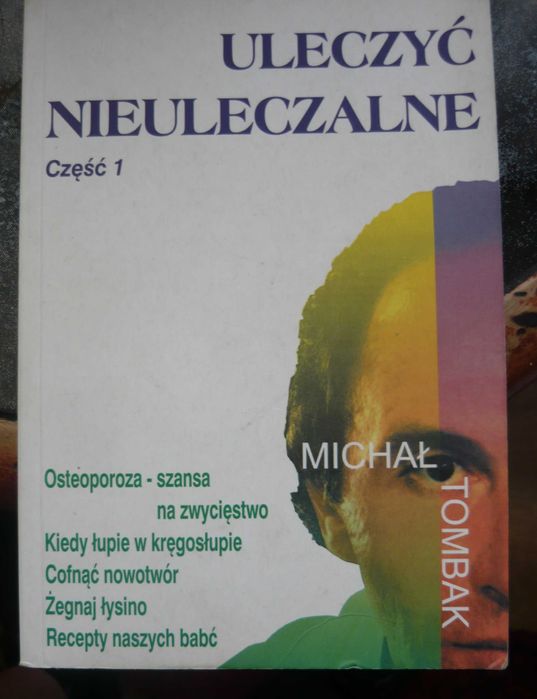 ULECZYĆ
NIEULECZALNE
Część 1
MICHAŁ
TOMBAK
Osteoporoza - szansa
na zwycięstwo
Kiedy łupie w kręgosłupie
Cofnąć nowotwór
Żegnaj łysino
Recepty naszych babć